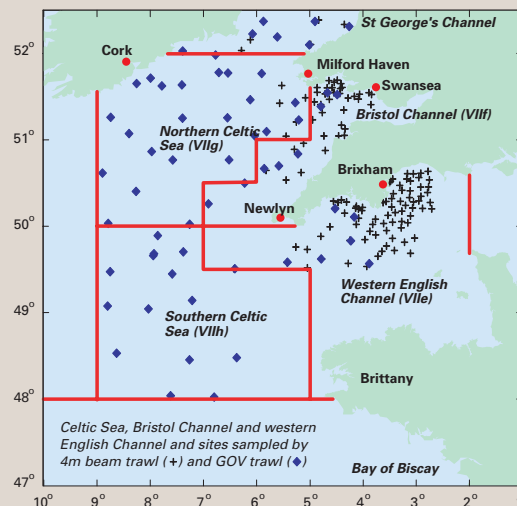 St George's Channel
52°
Cork
Milford Haven
Swansea
Northern Celtic
Sea (VIIg)
Bristol Channel (VIIf)
51°
Brixham
Newlyn
50°
Western English
Channel (VIIe)
49°
Southern Celtic
Sea (VIIh)
Brittany
48°
Celtic Sea, Bristol Channel and western
English Channel and sites sampled by
4m beam trawl (+) and GOV trawl (◆)
Bay of Biscay
47°
10° 9° 8° 7° 6° 5° 4° 3° 2°